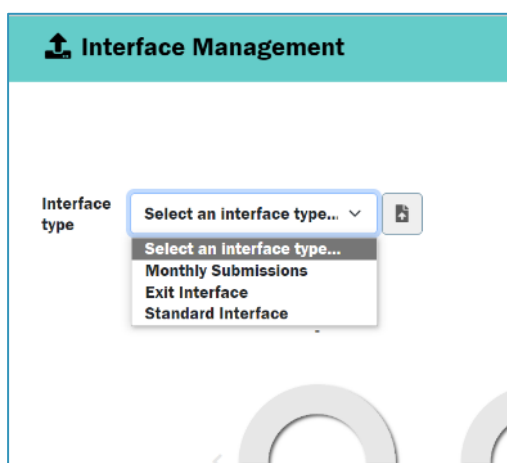 Interface Management
Interface
type
Select an interface type...
Select an interface type...
Monthly Submissions
Exit Interface
Standard Interface